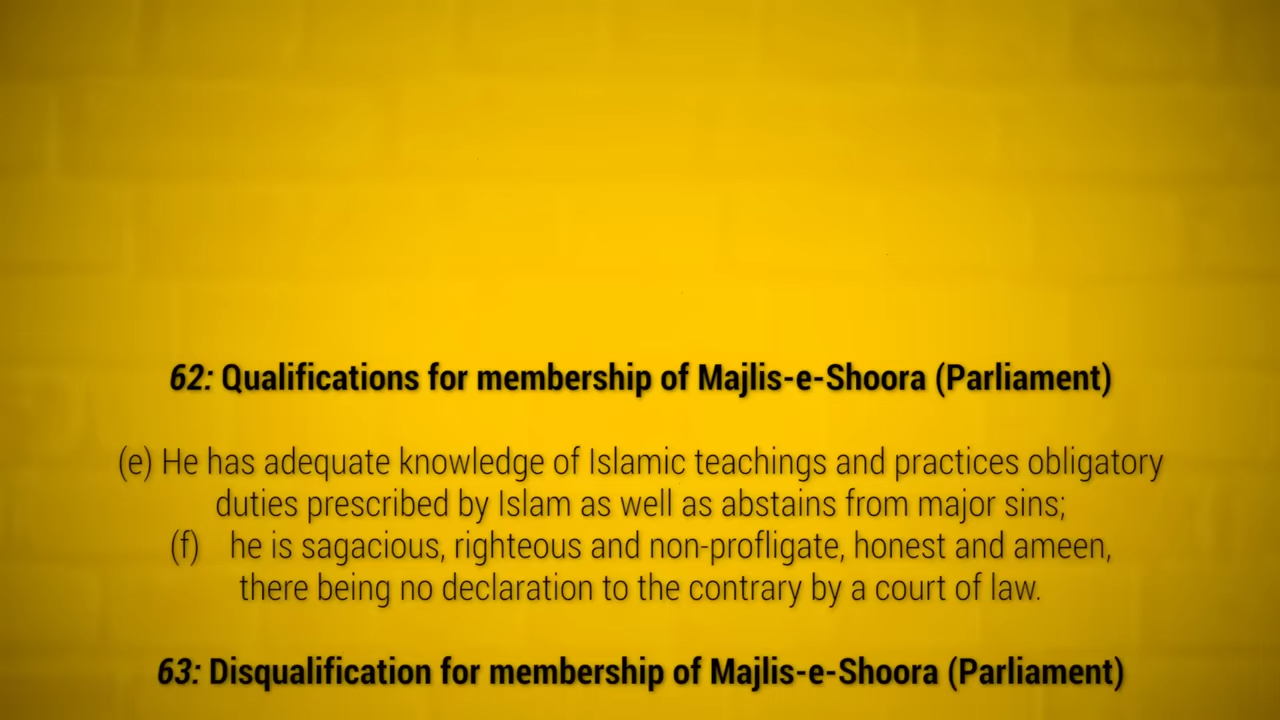 62: Qualifications for membership of Majlis-e-Shoora (Parliament)
(e) He has adequate knowledge of Islamic teachings and practices obligatory
duties prescribed by Islam as well as abstains from major sins;
(f) he is sagacious, righteous and non-profligate, honest and ameen,
there being no declaration to the contrary by a court of law.
63: Disqualification for membership of Majlis-e-Shoora (Parliament)